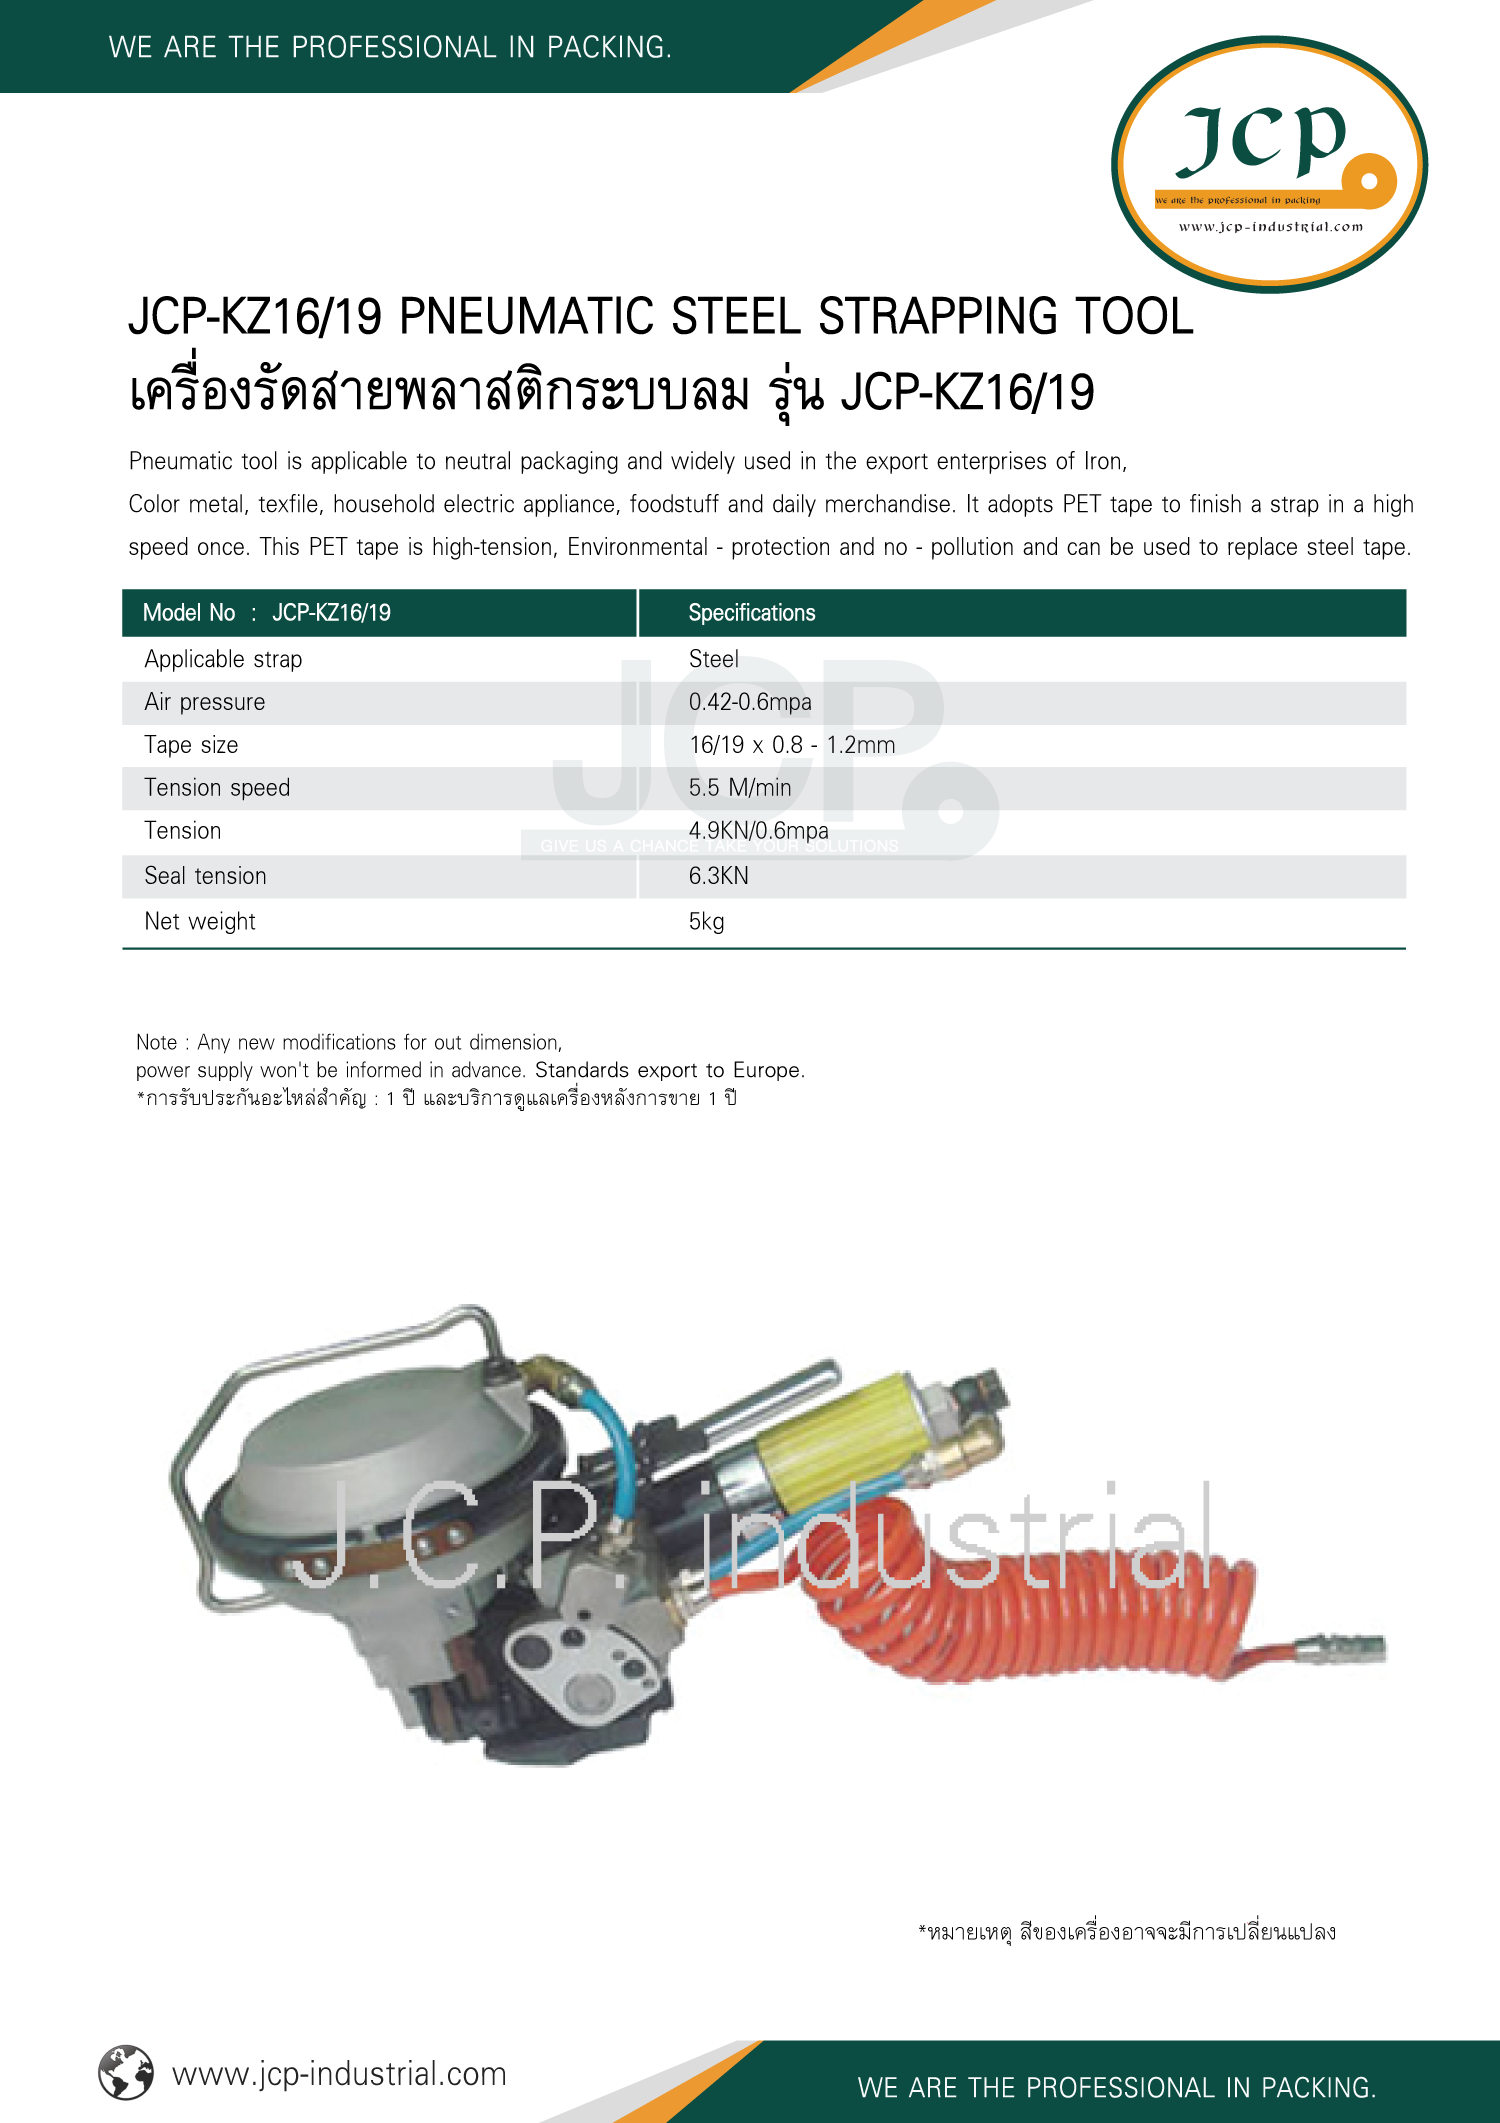 WE ARE THE PROFESSIONAL IN PACKING.
JCP
we are the professional in packing
www.jcp-industrial.com
JCP-KZ16/19 PNEUMATIC STEEL STRAPPING TOOL
เครื่องรัดสายพลาสติกระบบลม รุ่น JCP-KZ16/19
Pneumatic tool is applicable to neutral packaging and widely used in the export enterprises of Iron,
Color metal, texfile, household electric appliance, foodstuff and daily merchandise. It adopts PET tape to finish a strap in a high
speed once. This PET tape is high-tension, Environmental - protection and no - pollution and can be used to replace steel tape.
Model No : JCP-KZ16/19 Specifications
Applicable strap Steel
Air pressure 0.42-0.6mpa
Tape size 16/19 x 0.8 - 1.2mm
Tension speed 5.5 M/min
Tension 4.9KN/0.6mpa
Seal tension 6.3KN
Net weight 5kg
JCP
GIVE US A CHANCE TAKE YOUR SOLUTIONS
Note : Any new modifications for out dimension,
power supply won't be informed in advance. Standards export to Europe.
*การรับประกันอะไหล่สำคัญ : 1 ปี และบริการดูแลเครื่องหลังการขาย 1 ปี
J.C.P. industrial
*หมายเหตุ สีของเครื่องอาจจะมีการเปลี่ยนแปลง
www.jcp-industrial.com
WE ARE THE PROFESSIONAL IN PACKING.